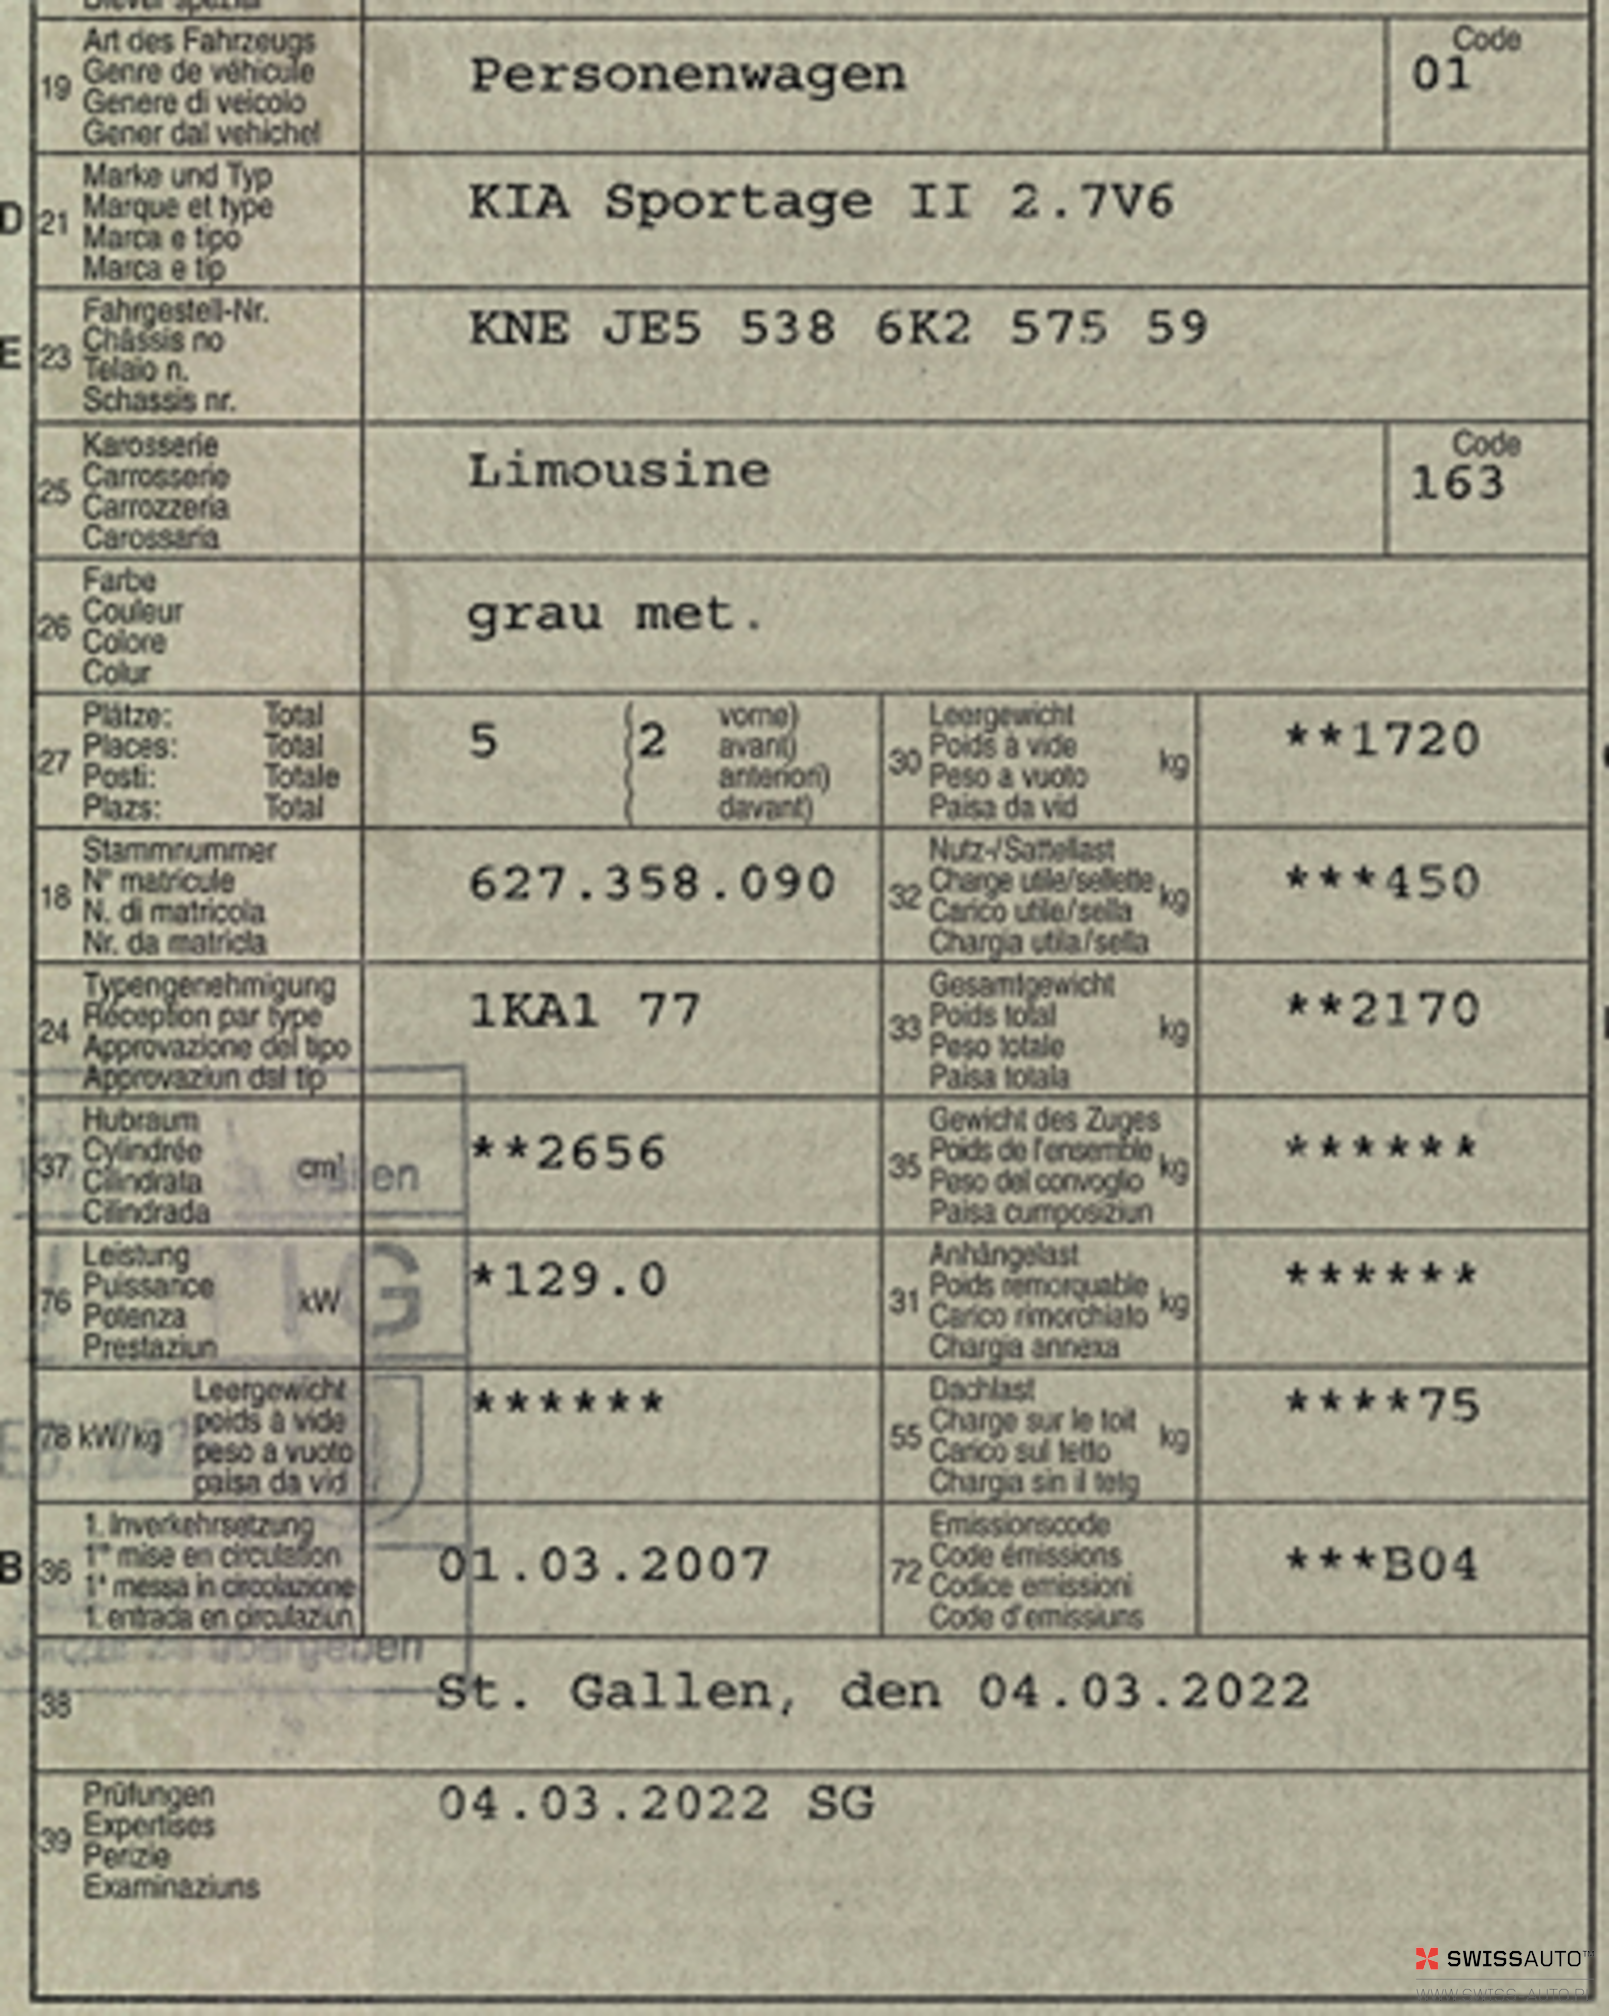 19 Art des Fahrzeugs
Genre de véhicule
Genere di veicolo
Gener dal vehichel
Personenwagen
Code
01
D 21 Marke und Typ
Marque et type
Marca e tipo
Marca e tip
KIA Sportage II 2.7V6
E 23 Fahrgestell-Nr.
Châssis no
Telaio n.
Schassis nr.
KNE JE5 538 6K2 575 59
25 Karosserie
Carrosserie
Carrozzeria
Carossaria
Limousine
Code
163
26 Farbe
Couleur
Colore
Colur
grau met.
27 Plätze: Total
Places: Total
Posti: Totale
Plazs: Total
5 (2 vorne)
avant)
anteriori)
davant)
30 Leergewicht
Poids à vide
Peso a vuoto
Paisa da vid
kg
**1720
18 Stammnummer
N° matricule
N. di matricola
Nr. da matricla
627.358.090
32 Nutz-/Sattellast
Charge utile/sellette
Carico utile/sella
Chargia utila/sella
kg
***450
24 Typengenehmigung
Réception par type
Approvazione del tipo
Approvaziun dal tip
1KA1 77
33 Gesamtgewicht
Poids total
Peso totale
Paisa totala
kg
**2170
37 Hubraum
Cylindrée
Cilindrata
Cilindrada
cm³
**2656
35 Gewicht des Zuges
Poids de l'ensemble
Peso del convoglio
Paisa cumposiziun
kg
******
76 Leistung
Puissance
Potenza
Prestaziun
kW
*129.0
31 Anhängelast
Poids remorquable
Carico rimorchiato
Chargia annexa
kg
******
78 kW/kg Leergewicht
poids à vide
peso a vuoto
paisa da vid
******
55 Dachlast
Charge sur le toit
Carico sul tetto
Chargia sin il tetg
kg
****75
B 36 1. Inverkehrsetzung
1re mise en circulation
1a messa in circolazione
1. entrada en circulaziun
01.03.2007
72 Emissionscode
Code émissions
Codice emissioni
Code d'emissiuns
***B04
übergeben
38 St. Gallen, den 04.03.2022
39 Prüfungen
Expertises
Perizie
Examinaziuns
04.03.2022 SG
SWISSAUTO™